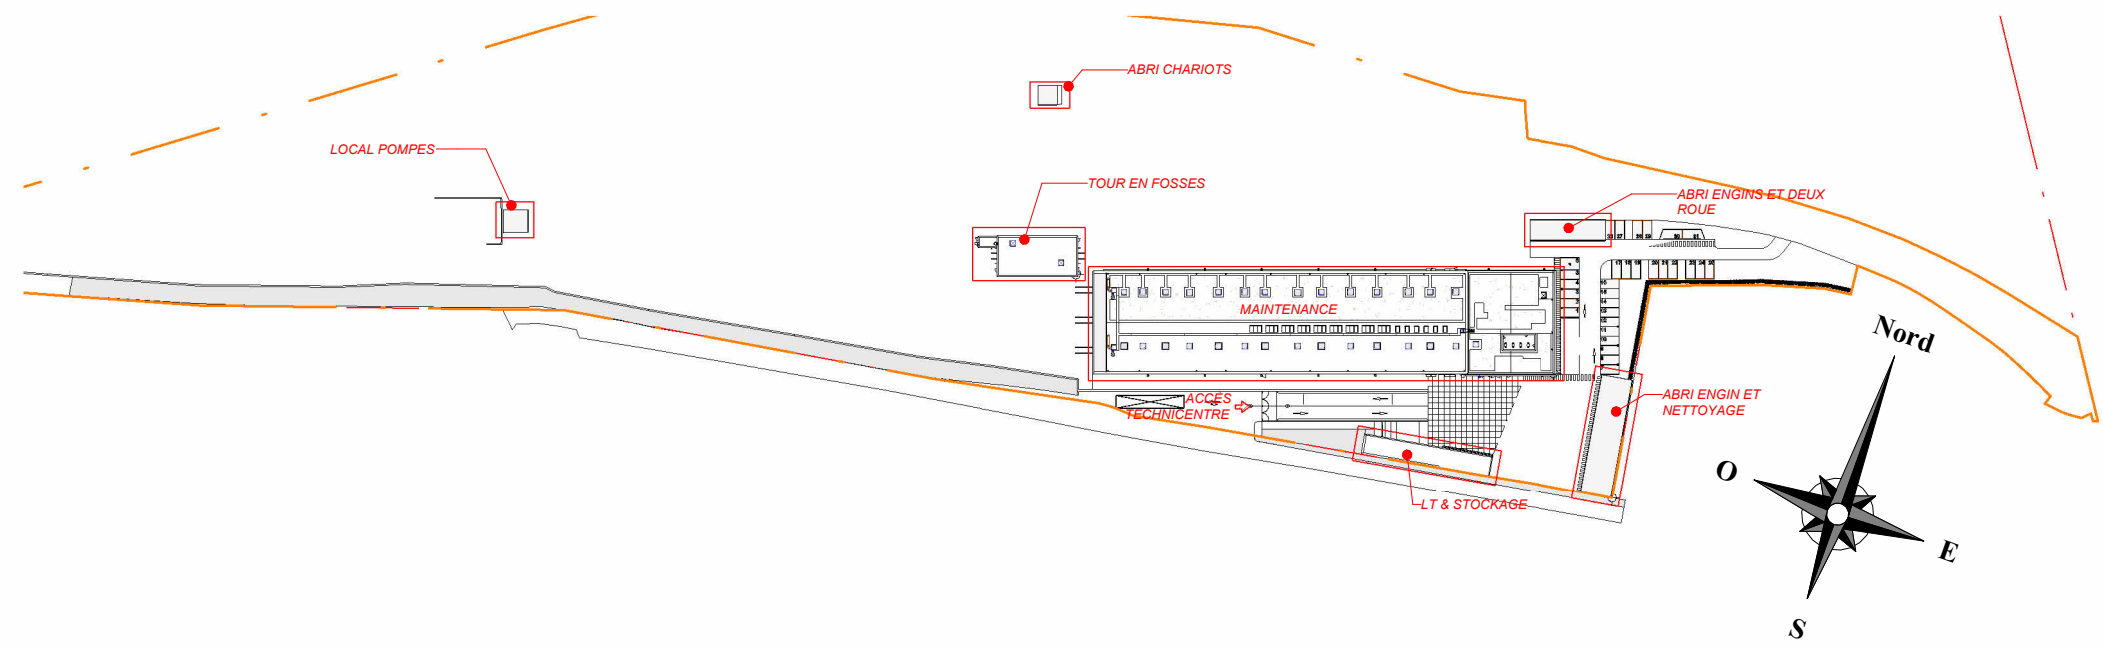 ABRI CHARIOTS
LOCAL POMPES
TOUR EN FOSSES
ABRI ENGINS ET DEUX
ROUE
MAINTENANCE
Nord
ABRI ENGIN ET
NETTOYAGE
ACCÈS
TECHNICENTRE
O
LT & STOCKAGE
E
S